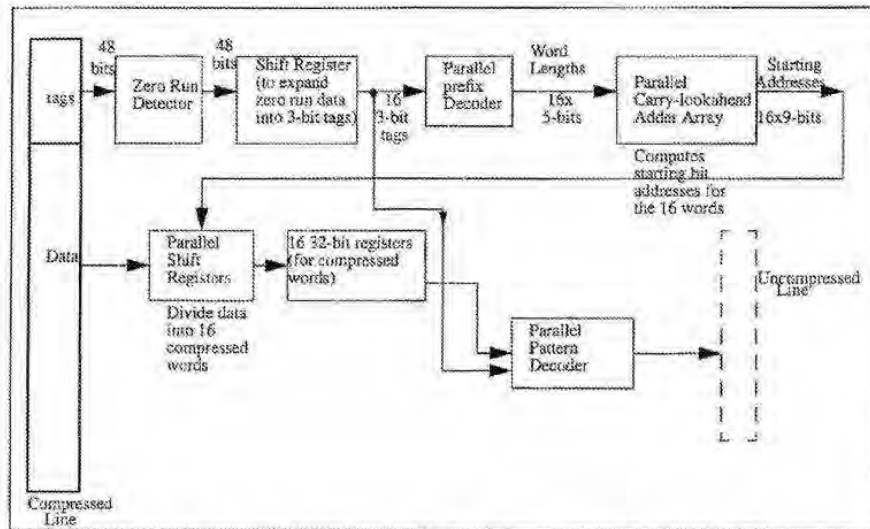 48
bits
48
bits
Shift Register
(to expand
zero run data
into 3-bit tags)
Parallel
prefix
Decoder
Word
Lengths
Starting
Addresses
tags
Zero Run
Detector
16
3-bit
tags
16x
5-bits
Parallel
Carry-lookahead
Adder Array
16x9-bits
Computes
starting bit
addresses for
the 16 words
Data
Parallel
Shift
Registers
16 32-bit registers
(for compressed
words)
Uncompressed
Line
Divide data
into 16
compressed
words
Parallel
Pattern
Decoder
Compressed
Line